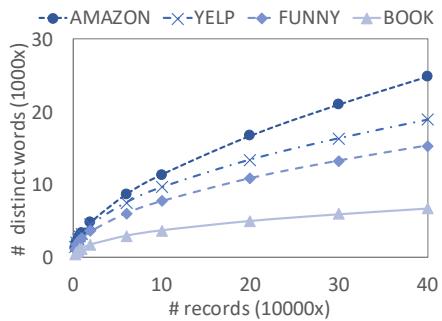 AMAZON YELP FUNNY BOOK
30
20
10
0
# distinct words (1000x)
0 10 20 30 40
# records (10000x)